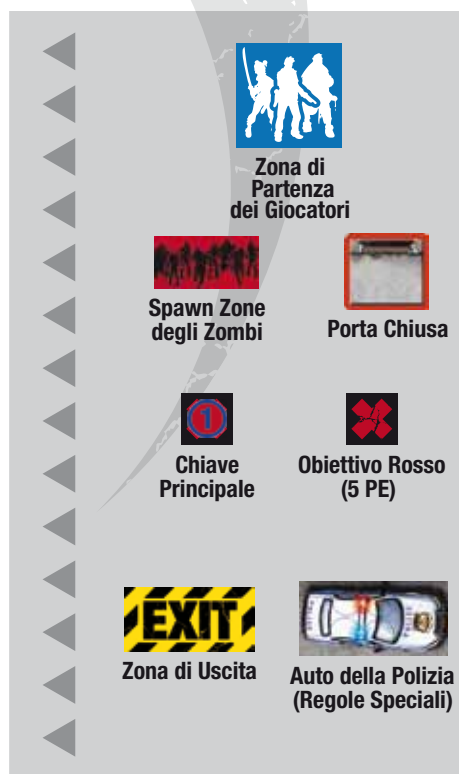 Zona di
Partenza
dei Giocatori
Spawn Zone
degli Zombi
Porta Chiusa
1
Chiave
Principale
Obiettivo Rosso
(5 PE)
EXIT
Zona di Uscita
Auto della Polizia
(Regole Speciali)